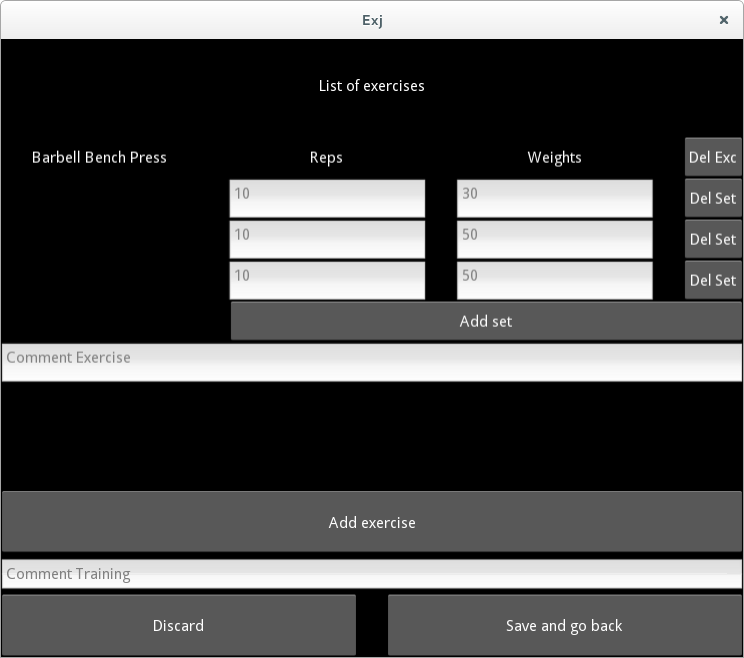 Exj
List of exercises
Barbell Bench Press Reps Weights Del Exc
10 30 Del Set
10 50 Del Set
10 50 Del Set
Add set
Comment Exercise
Add exercise
Comment Training
Discard Save and go back